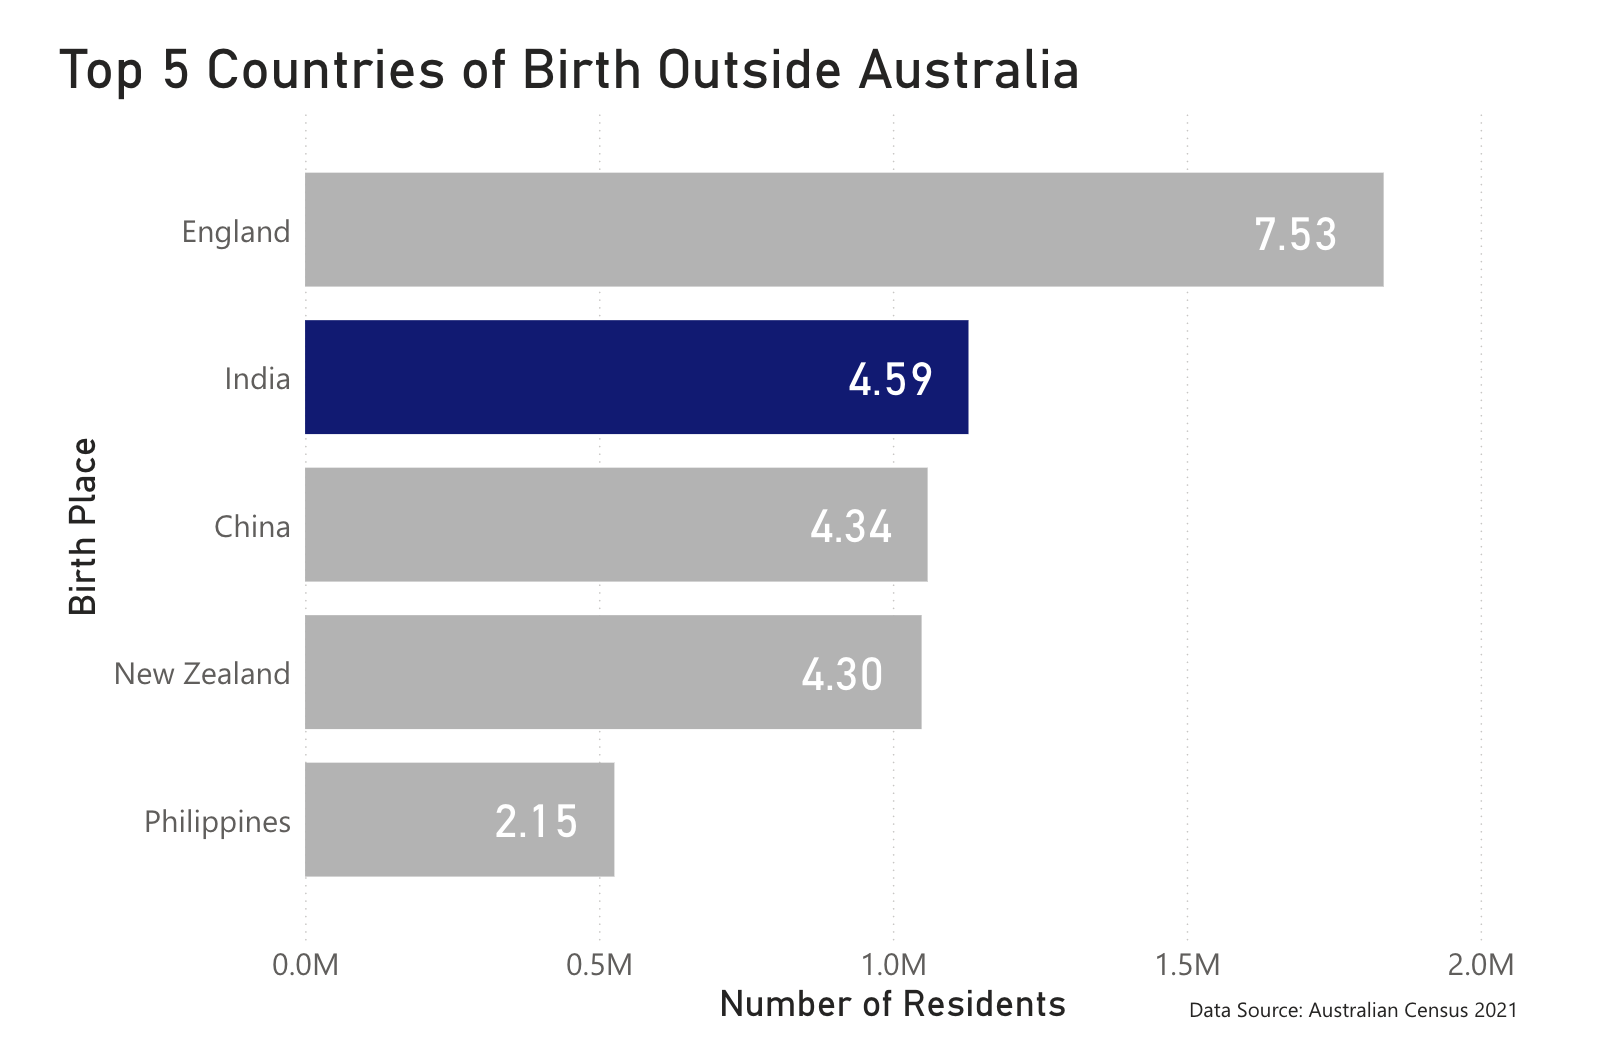 Top 5 Countries of Birth Outside Australia
England
7.53
India
4.59
China
4.34
New Zealand
4.30
Philippines
2.15
Birth Place
0.0M 0.5M 1.0M 1.5M 2.0M
Number of Residents
Data Source: Australian Census 2021